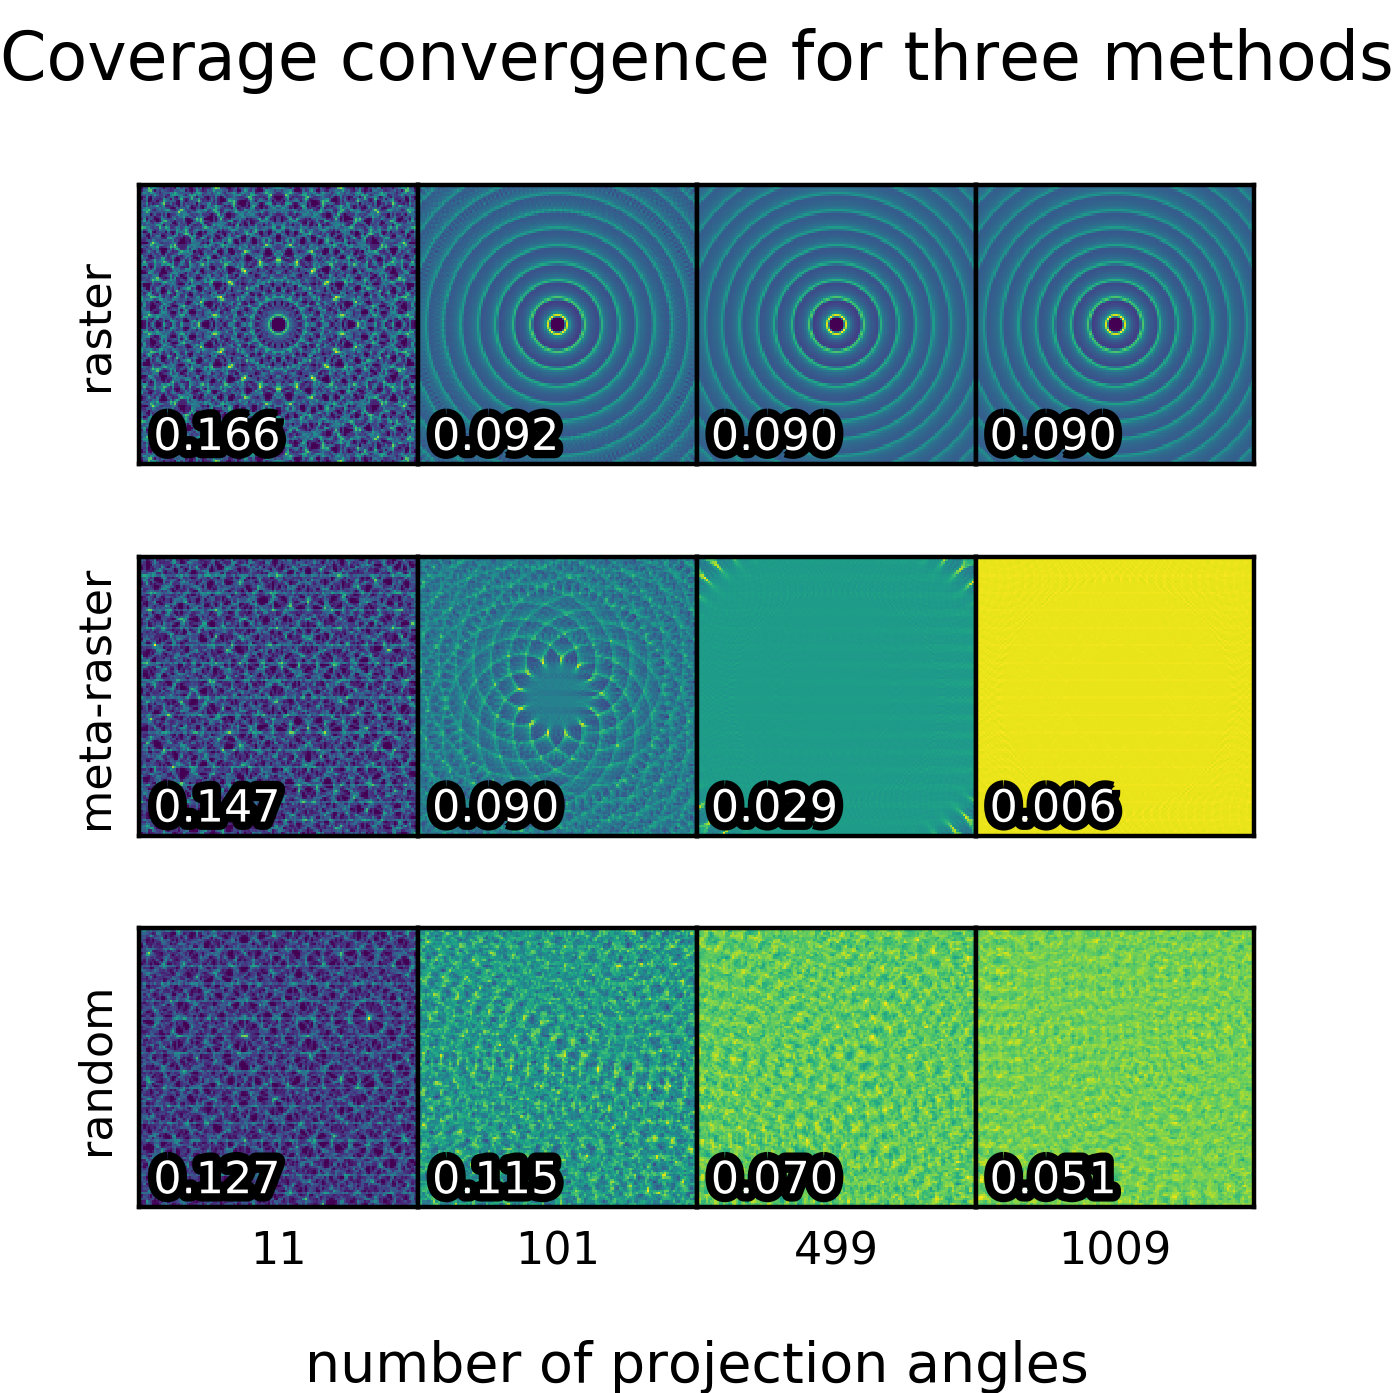 Coverage convergence for three methods
raster
0.166 0.092 0.090 0.090
meta-raster
0.147 0.090 0.029 0.006
random
0.127 0.115 0.070 0.051
11 101 499 1009
number of projection angles